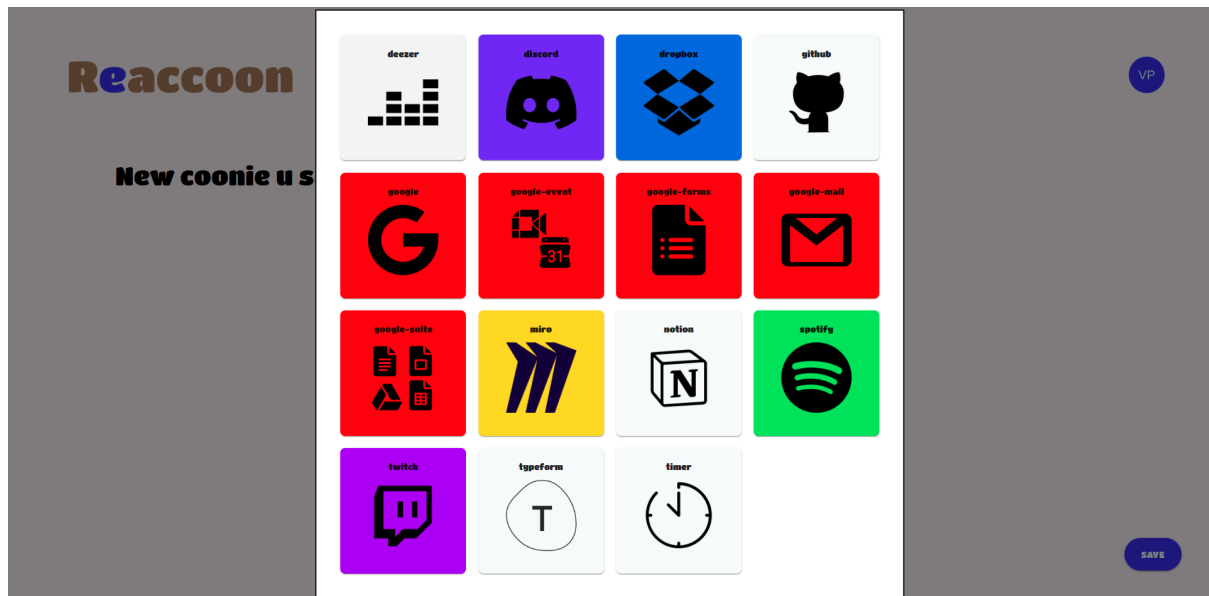 Reaccoon
VP
New coonie u s
deezer
discord
dropbox
github
google
google-event
31
google-forms
google-mail
google-suite
miro
notion
N
spotify
twitch
typeform
T
timer
SAVE